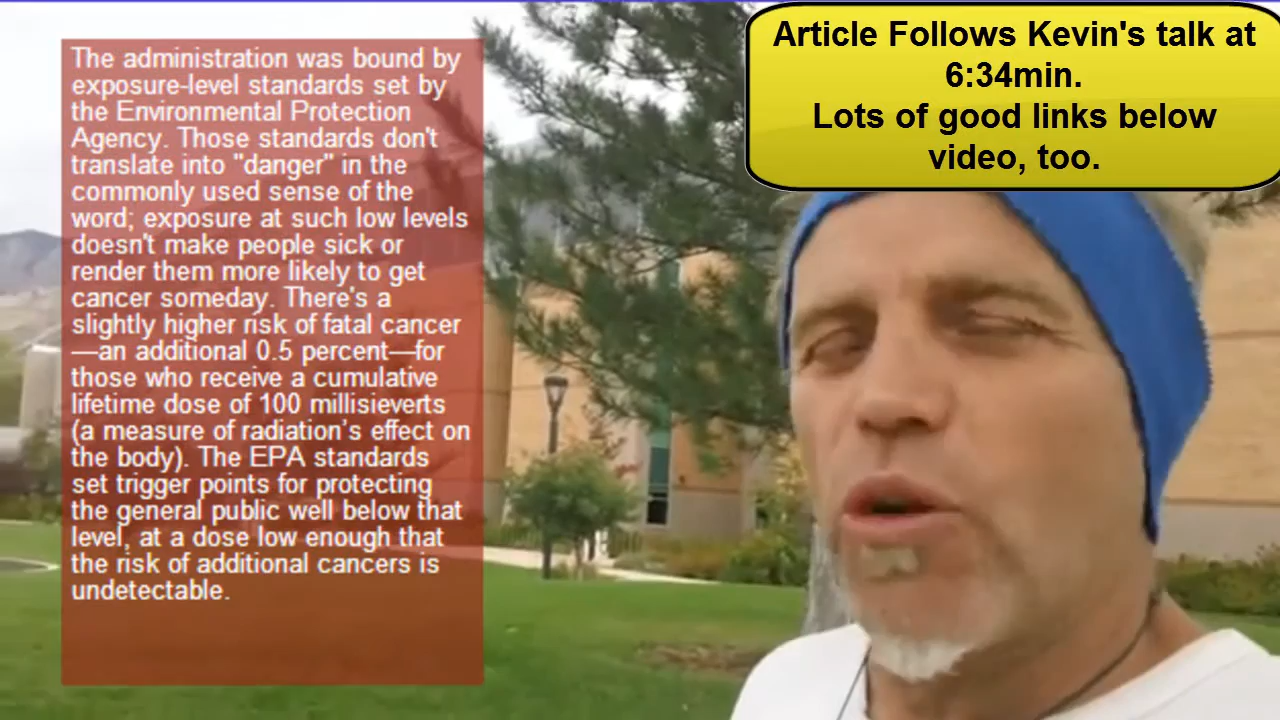 The administration was bound by
exposure-level standards set by
the Environmental Protection
Agency. Those standards don't
translate into "danger" in the
commonly used sense of the
word; exposure at such low levels
doesn't make people sick or
render them more likely to get
cancer someday. There's a
slightly higher risk of fatal cancer
—an additional 0.5 percent—for
those who receive a cumulative
lifetime dose of 100 millisieverts
(a measure of radiation’s effect on
the body). The EPA standards
set trigger points for protecting
the general public well below that
level, at a dose low enough that
the risk of additional cancers is
undetectable.
Article Follows Kevin's talk at
6:34min.
Lots of good links below
video, too.